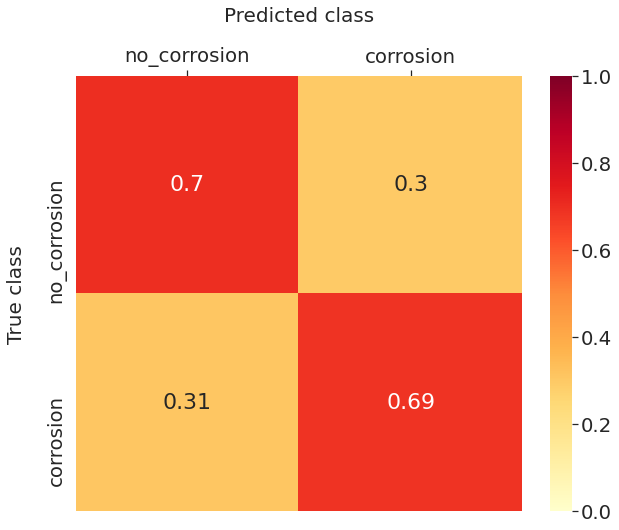 Predicted class
no_corrosion corrosion
True class
no_corrosion
0.7 0.3
corrosion
0.31 0.69
1.0
0.8
0.6
0.4
0.2
0.0